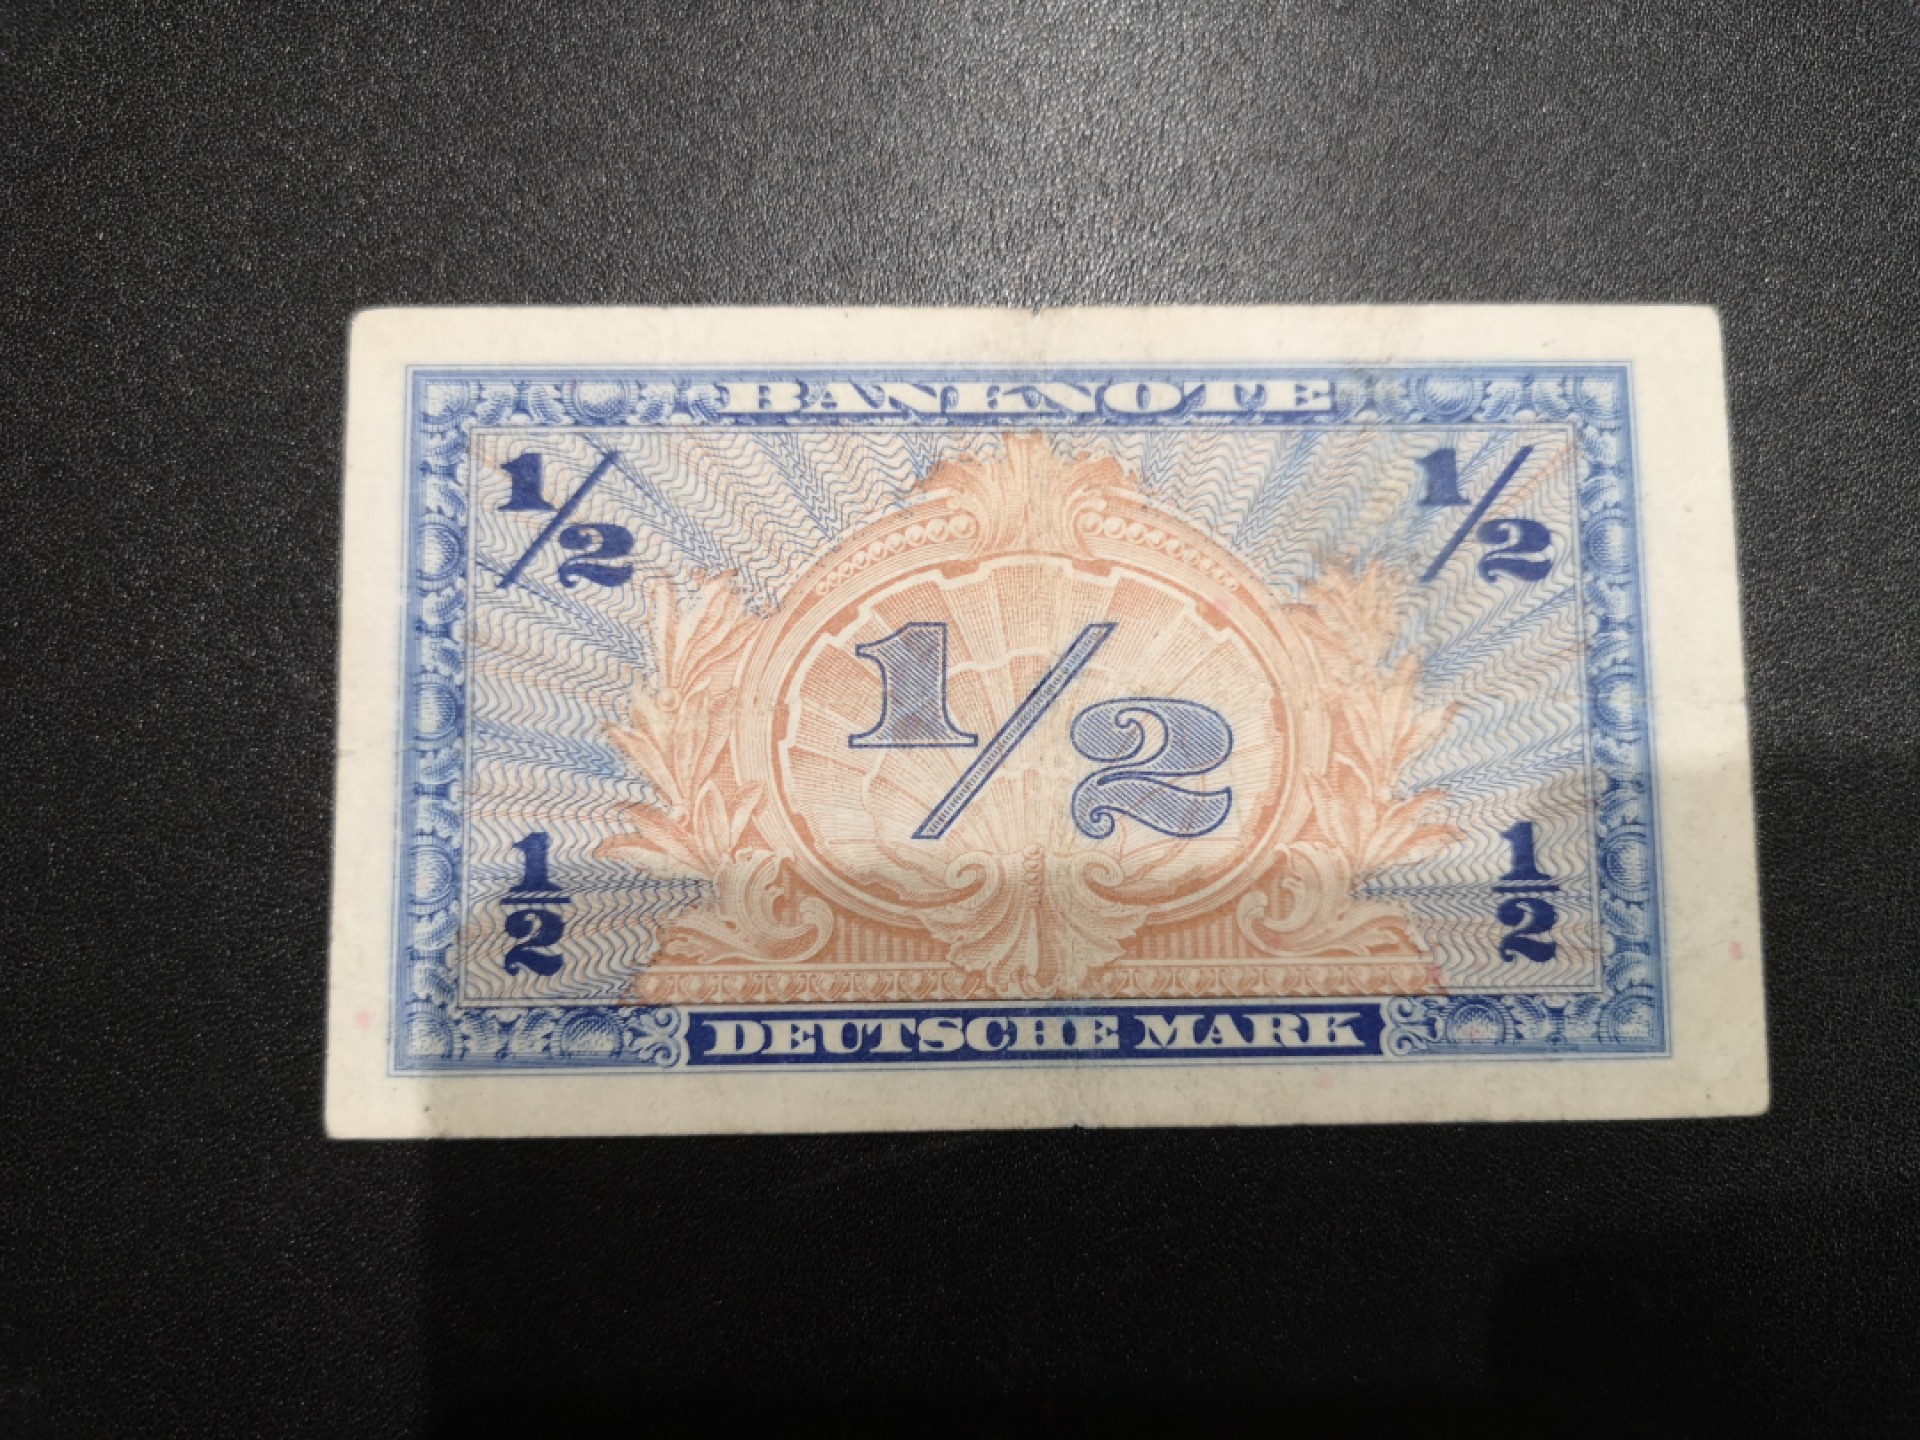 BANKNOTE
1/2 1/2
1/2
1/2 1/2
DEUTSCHE MARK